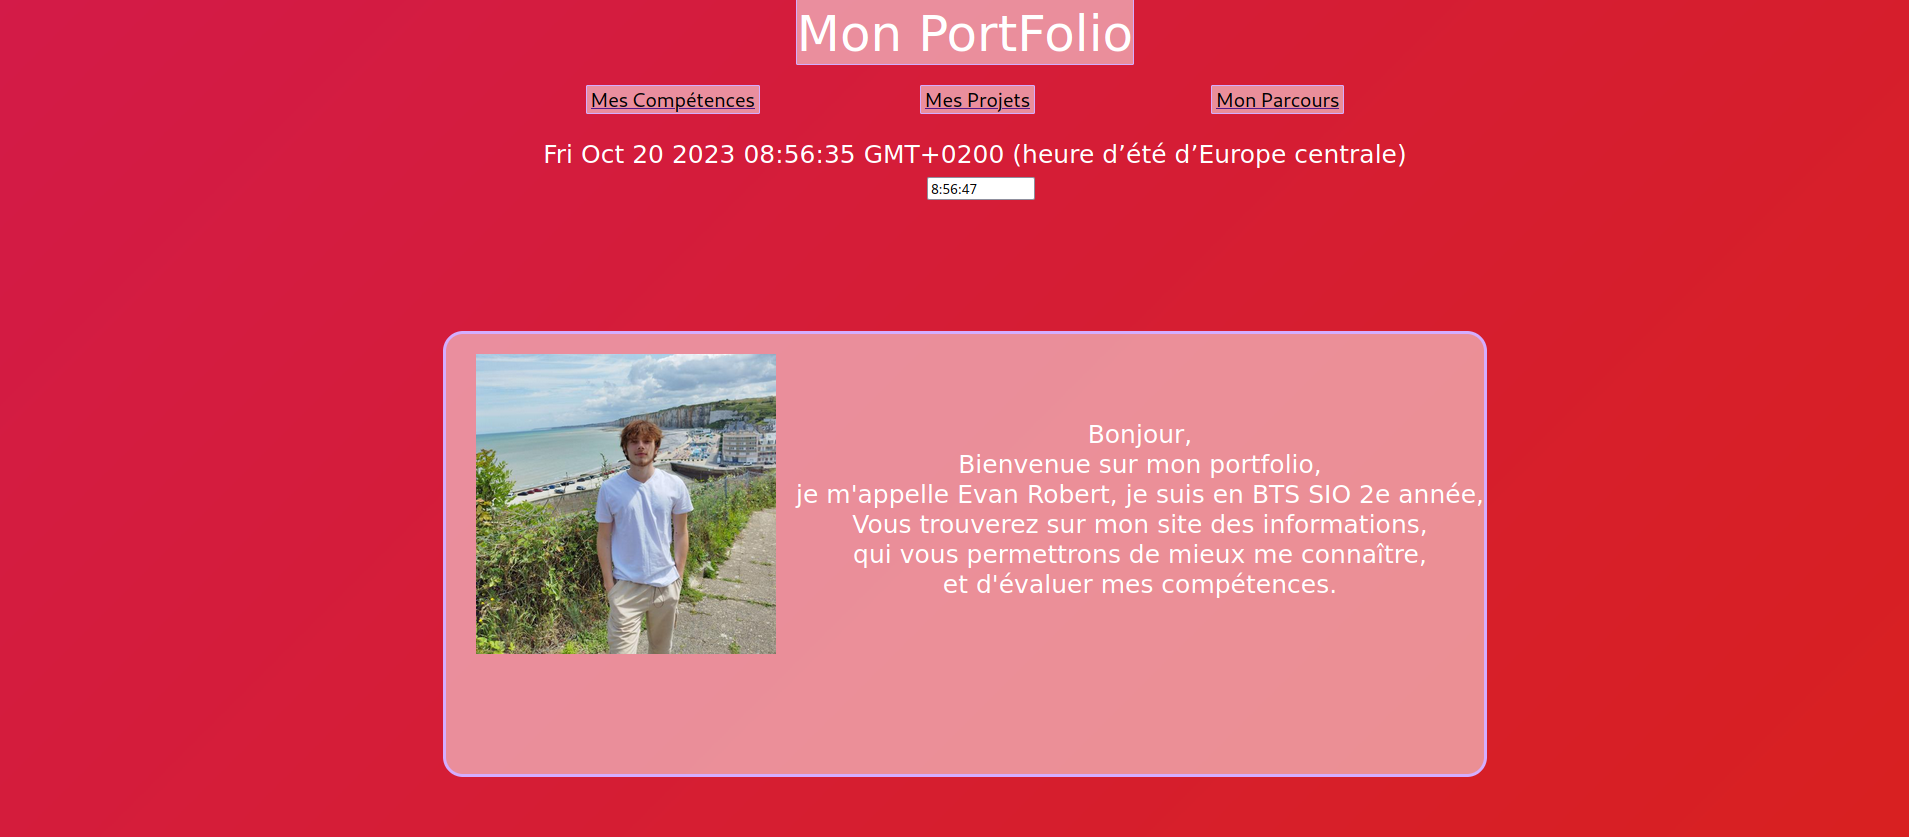 Mon PortFolio
Mes Compétences
Mes Projets
Mon Parcours
Fri Oct 20 2023 08:56:35 GMT+0200 (heure d’été d’Europe centrale)
8:56:47
Bonjour,
Bienvenue sur mon portfolio,
je m'appelle Evan Robert, je suis en BTS SIO 2e année,
Vous trouverez sur mon site des informations,
qui vous permettrons de mieux me connaître,
et d'évaluer mes compétences.